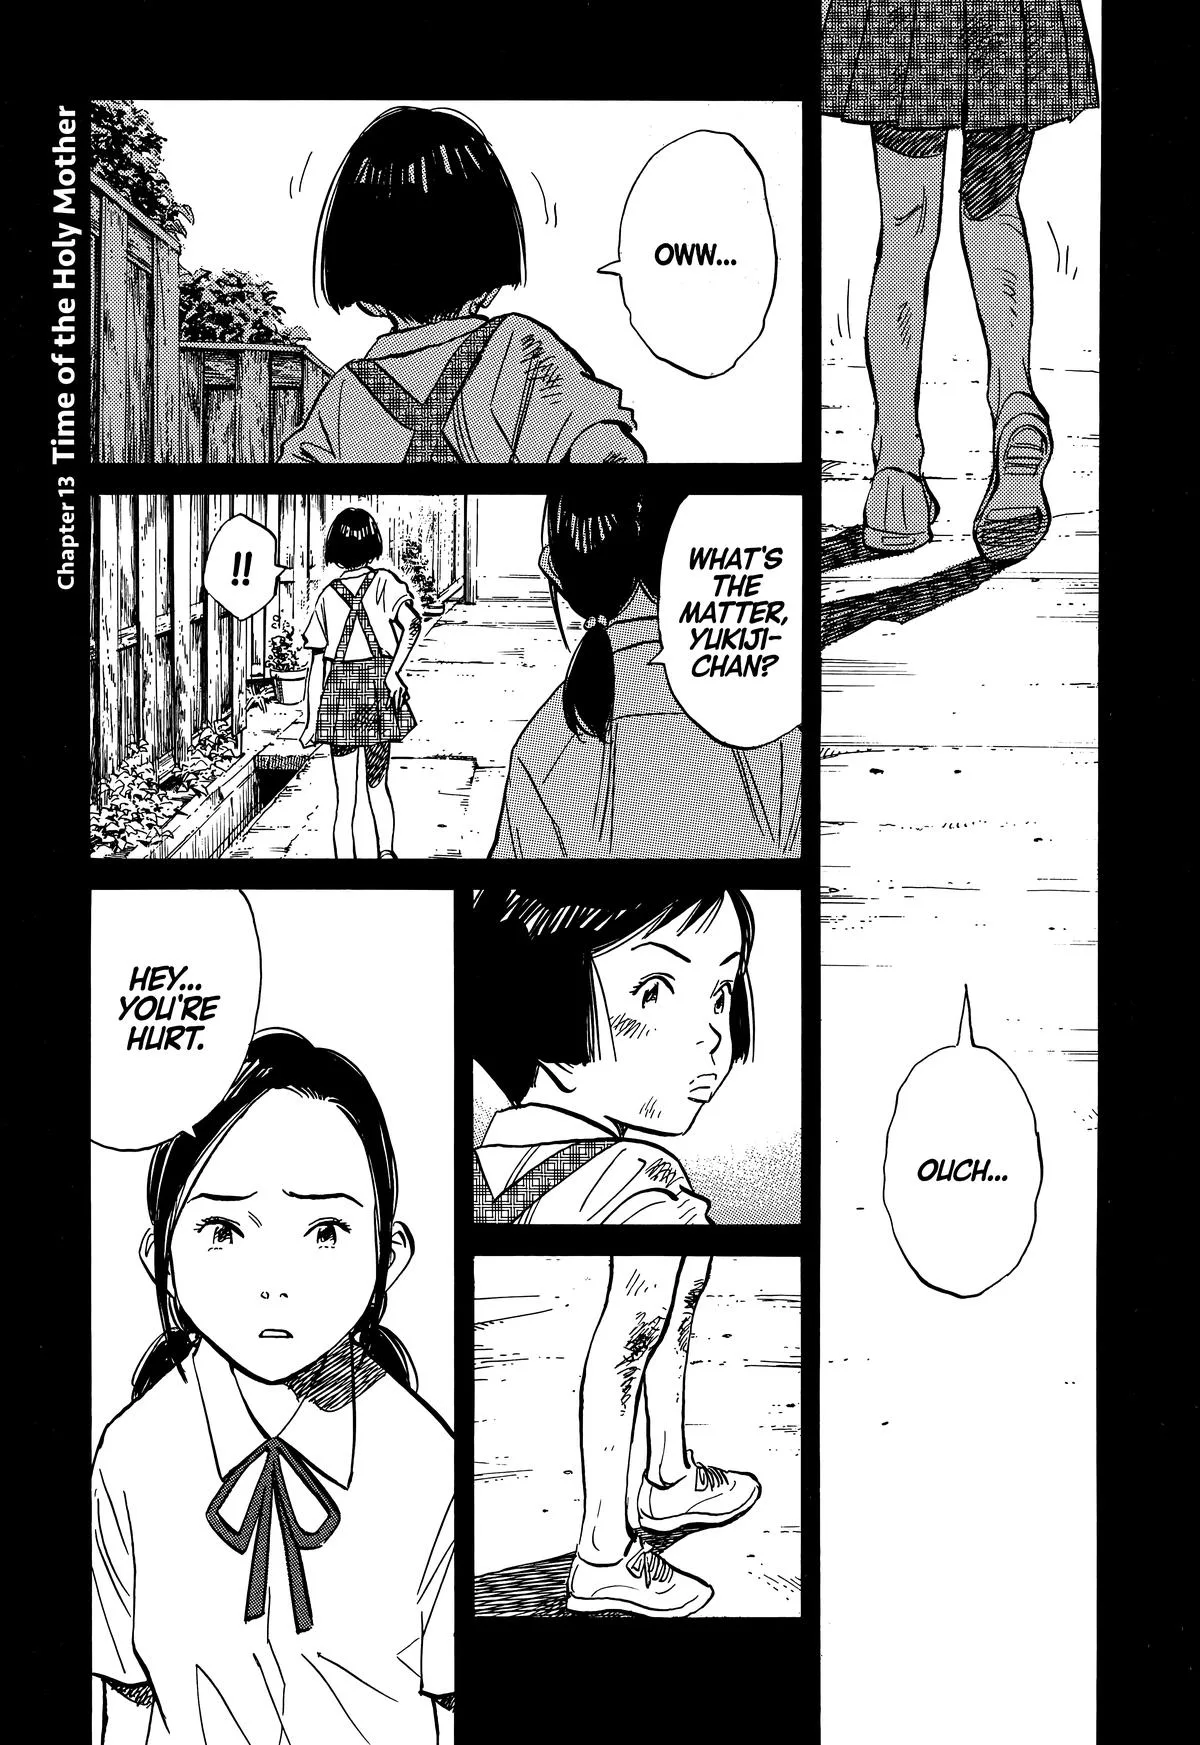 Chapter 13 Time of the Holy Mother
OUCH...
OWW...
WHAT'S
THE
MATTER,
YUKIJI-
CHAN?
!!
HEY...
YOU'RE
HURT.